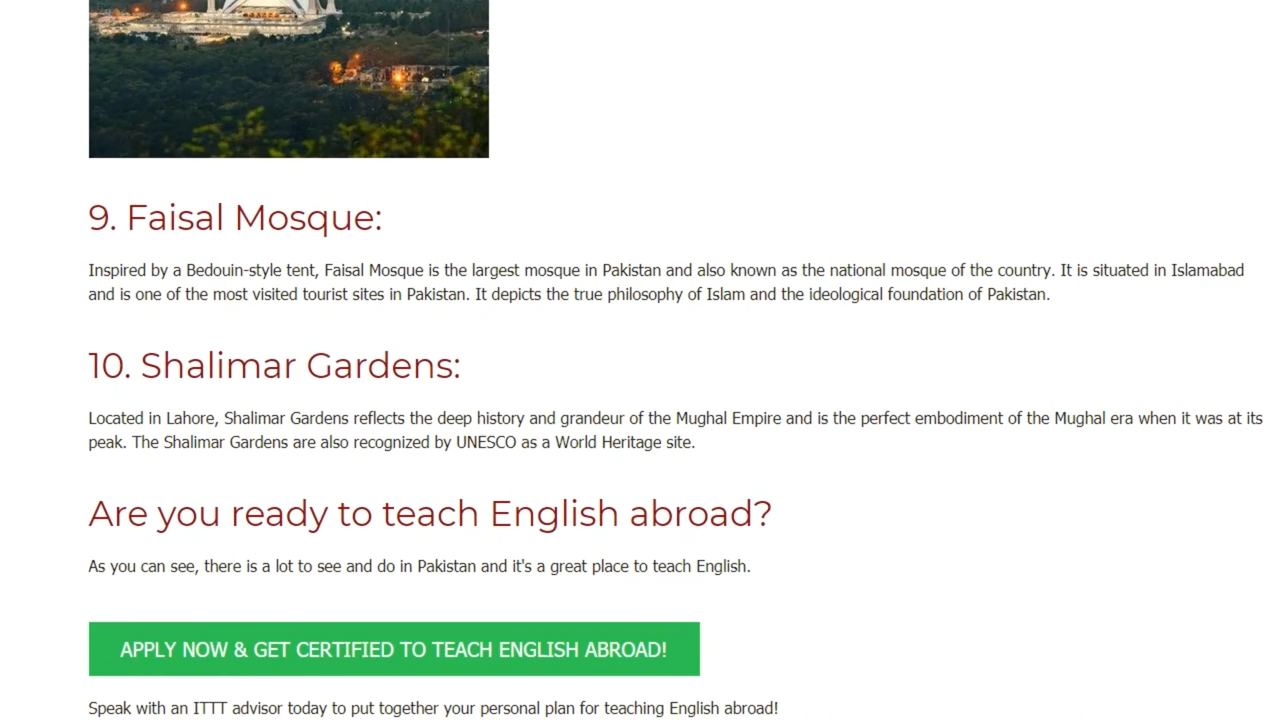 9. Faisal Mosque:
Inspired by a Bedouin-style tent, Faisal Mosque is the largest mosque in Pakistan and also known as the national mosque of the country. It is situated in Islamabad
and is one of the most visited tourist sites in Pakistan. It depicts the true philosophy of Islam and the ideological foundation of Pakistan.
10. Shalimar Gardens:
Located in Lahore, Shalimar Gardens reflects the deep history and grandeur of the Mughal Empire and is the perfect embodiment of the Mughal era when it was at its
peak. The Shalimar Gardens are also recognized by UNESCO as a World Heritage site.
Are you ready to teach English abroad?
As you can see, there is a lot to see and do in Pakistan and it's a great place to teach English.
APPLY NOW & GET CERTIFIED TO TEACH ENGLISH ABROAD!
Speak with an ITTT advisor today to put together your personal plan for teaching English abroad!